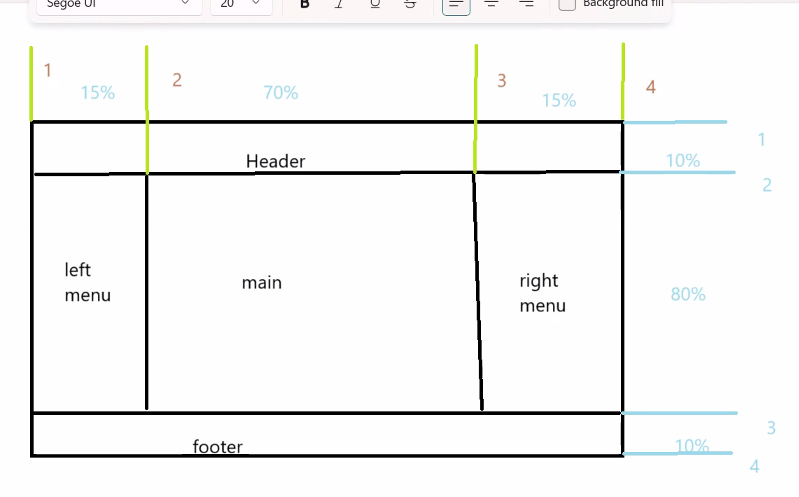 Segoe UI 20 B I U S Background fill
1 2 3 4
15% 70% 15%
1
Header 10%
2
left
menu
main
right
menu
80%
3
footer 10%
4